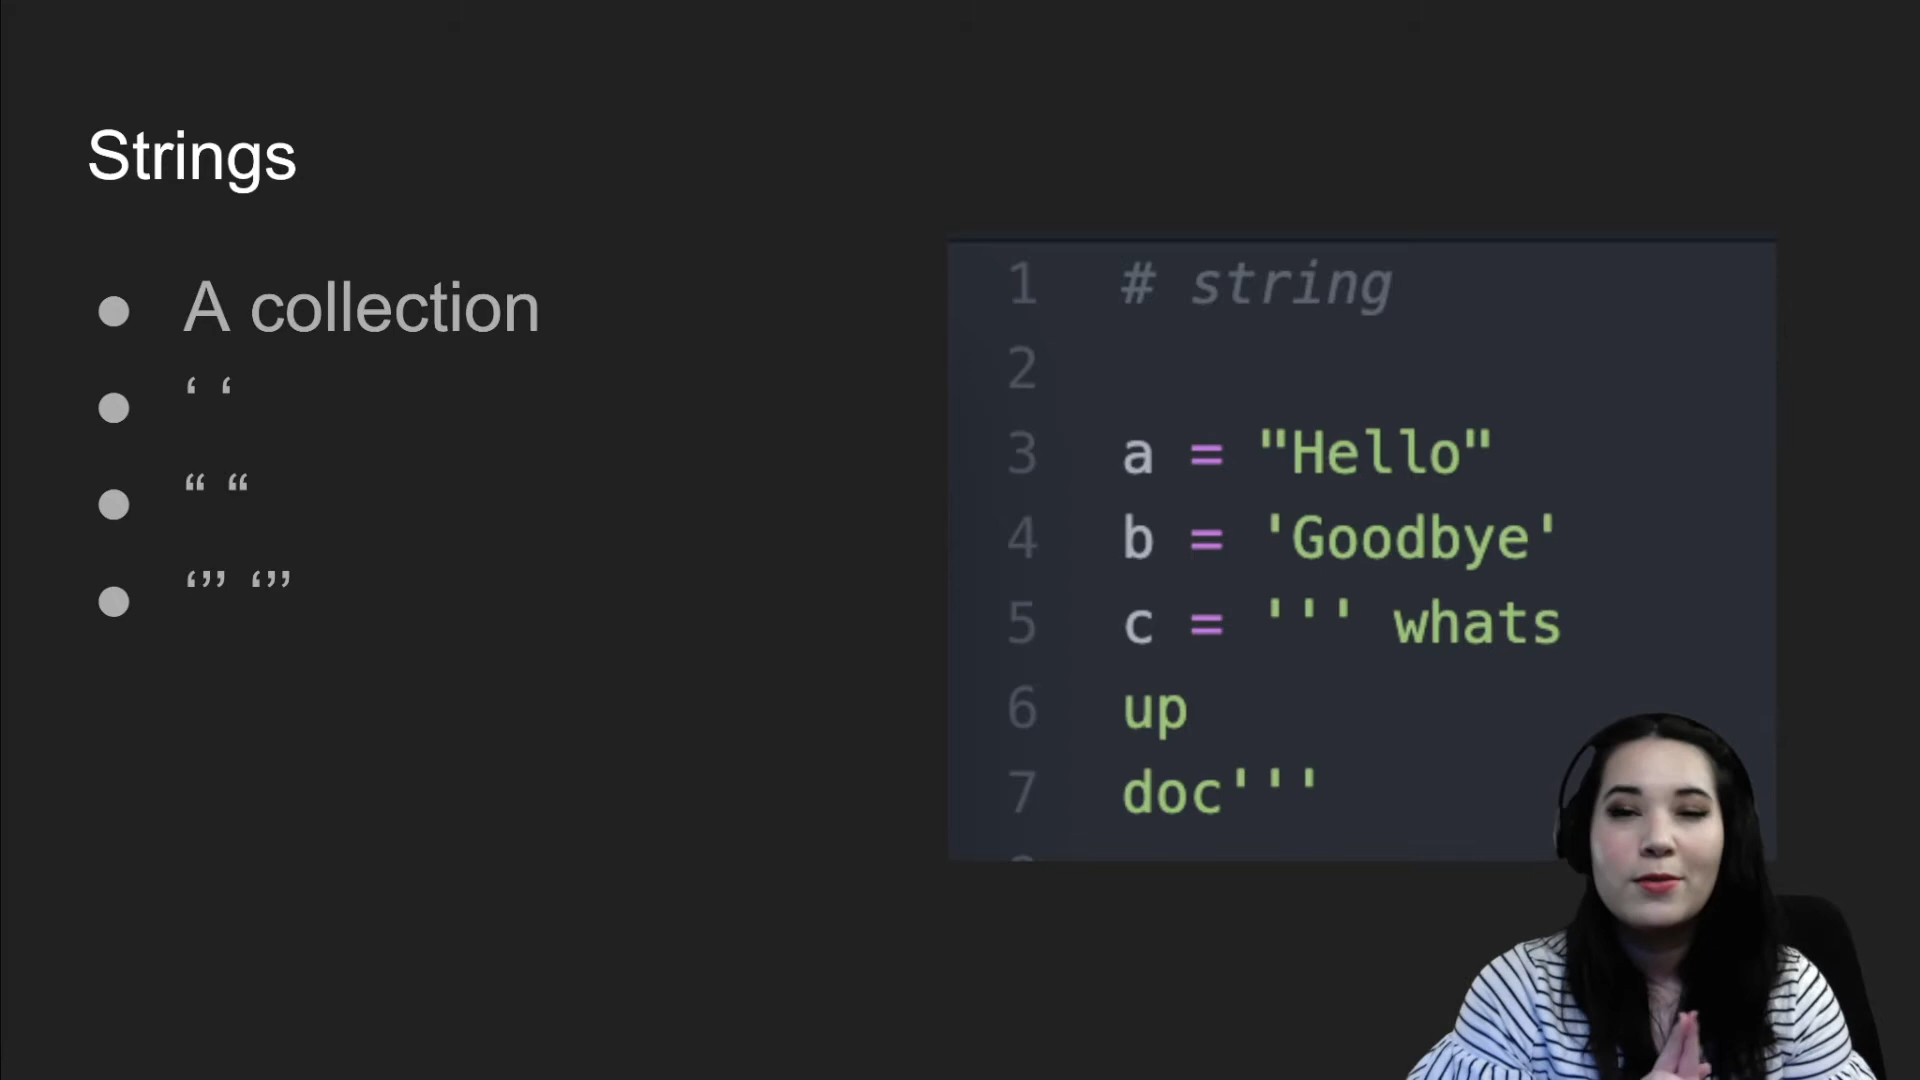 Strings
● A collection
● ‘ ‘
● “ “
● ‘’’ ‘’’
1 # string
2
3 a = "Hello"
4 b = 'Goodbye'
5 c = ''' whats
6 up
7 doc'''